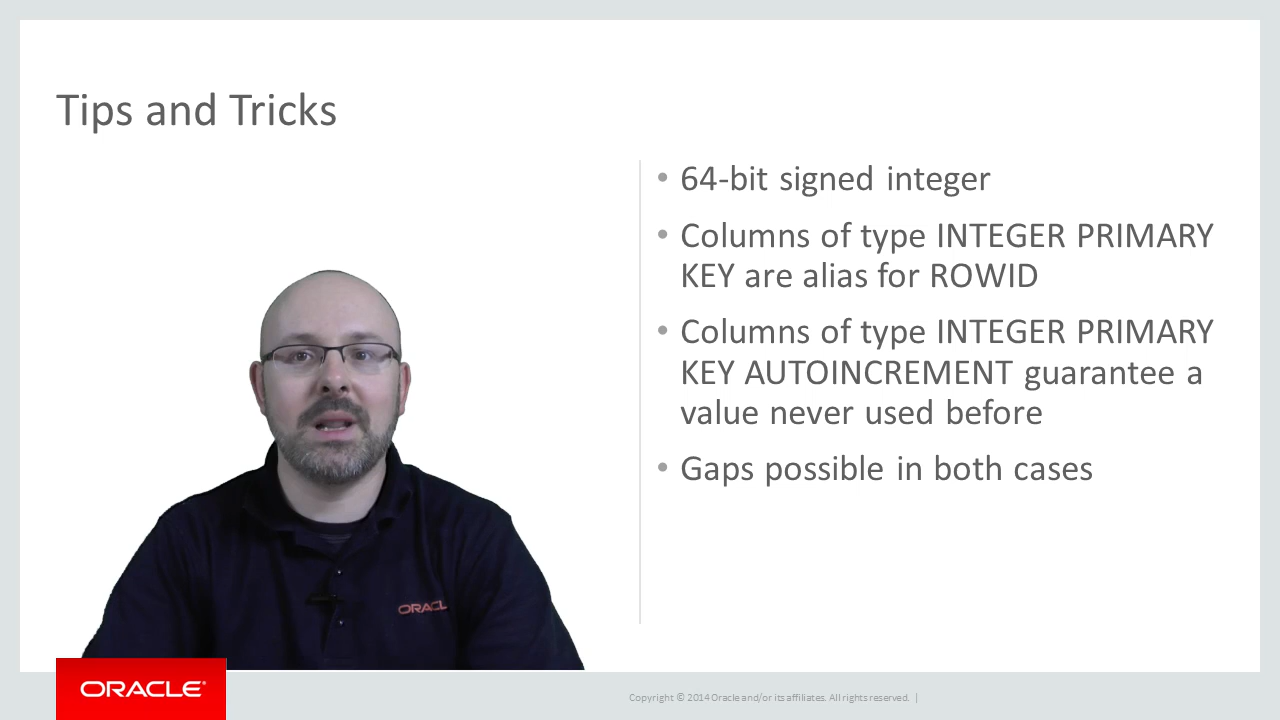 Tips and Tricks
• 64-bit signed integer
• Columns of type INTEGER PRIMARY
KEY are alias for ROWID
• Columns of type INTEGER PRIMARY
KEY AUTOINCREMENT guarantee a
value never used before
• Gaps possible in both cases
ORACL
ORACLE®
Copyright © 2014 Oracle and/or its affiliates. All rights reserved. |